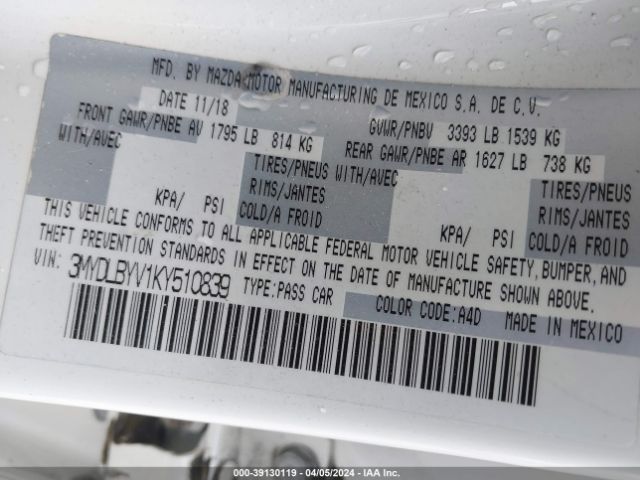 MFD. BY MAZDA MOTOR MANUFACTURING DE MEXICO S.A. DE C.V.
DATE 11/18 GVWR/PNBV 3393 LB 1539 KG
FRONT GAWR/PNBE AV 1795 LB 814 KG REAR GAWR/PNBE AR 1627 LB 738 KG
WITH/AVEC TIRES/PNEUS WITH/AVEC TIRES/PNEUS
RIMS/JANTES RIMS/JANTES
KPA/ PSI COLD/A FROID KPA/ PSI COLD/A FROID
THIS VEHICLE CONFORMS TO ALL APPLICABLE FEDERAL MOTOR VEHICLE SAFETY, BUMPER, AND
THEFT PREVENTION STANDARDS IN EFFECT ON THE DATE OF MANUFACTURE SHOWN ABOVE.
VIN: 3MVDLBYV1KY510839 TYPE:PASS CAR
COLOR CODE:A4D MADE IN MEXICO
000-39130119 - 04/05/2024 - IAA Inc.